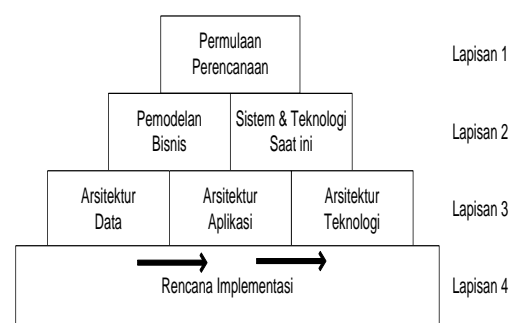 Permulaan
Perencanaan
Lapisan 1
Pemodelan
Bisnis
Sistem & Teknologi
Saat ini
Lapisan 2
Arsitektur
Data
Arsitektur
Aplikasi
Arsitektur
Teknologi
Lapisan 3
Rencana Implementasi
Lapisan 4